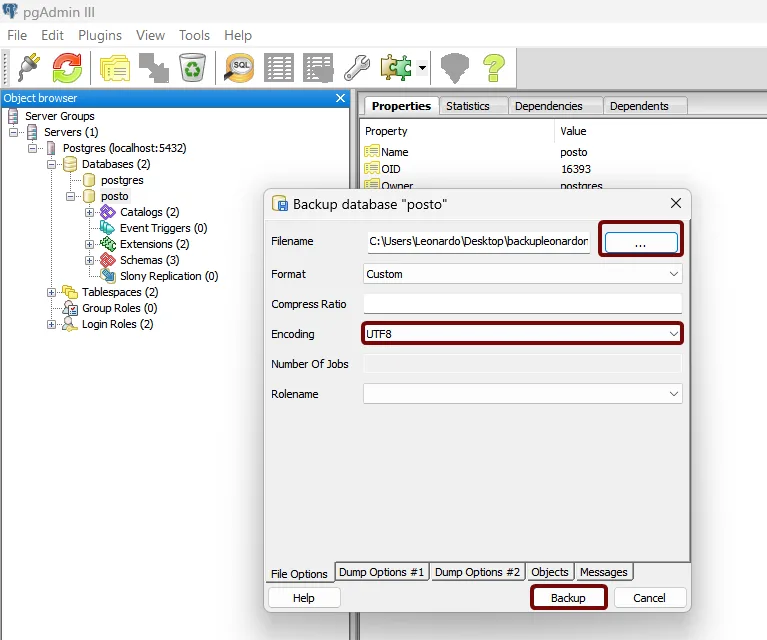 pgAdmin III
File Edit Plugins View Tools Help
SQL
Object browser
Server Groups
Servers (1)
Postgres (localhost:5432)
Databases (2)
postgres
posto
Catalogs (2)
Event Triggers (0)
Extensions (2)
Schemas (3)
Slony Replication (0)
Tablespaces (2)
Group Roles (0)
Login Roles (2)
Properties Statistics Dependencies Dependents
Property Value
Name posto
OID 16393
Owner postgres
Backup database "posto"
Filename C:\Users\Leonardo\Desktop\backupleonardon ...
Format Custom
Compress Ratio
Encoding UTF8
Number Of Jobs
Rolename
File Options Dump Options #1 Dump Options #2 Objects Messages
Help Backup Cancel